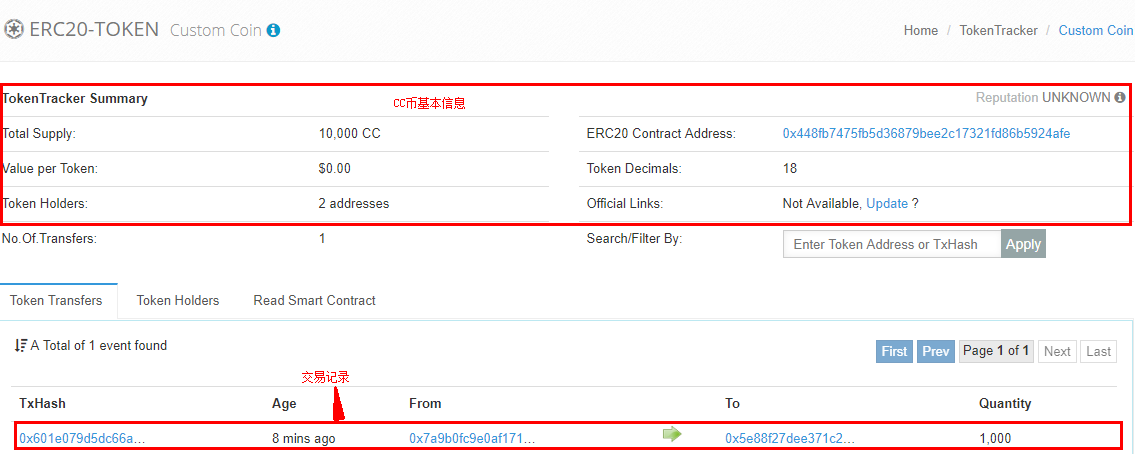 ERC20-TOKEN Custom Coin
Home / TokenTracker / Custom Coin
TokenTracker Summary
CC币基本信息
Reputation UNKNOWN
Total Supply: 10,000 CC
ERC20 Contract Address: 0x448fb7475fb5d36879bee2c17321fd86b5924afe
Value per Token: $0.00
Token Decimals: 18
Token Holders: 2 addresses
Official Links: Not Available, Update ?
No.Of.Transfers: 1
Search/Filter By: Enter Token Address or TxHash Apply
Token Transfers Token Holders Read Smart Contract
A Total of 1 event found
First Prev Page 1 of 1 Next Last
交易记录
TxHash Age From To Quantity
0x601e079d5dc66a... 8 mins ago 0x7a9b0fc9e0af171... 0x5e88f27dee371c2... 1,000